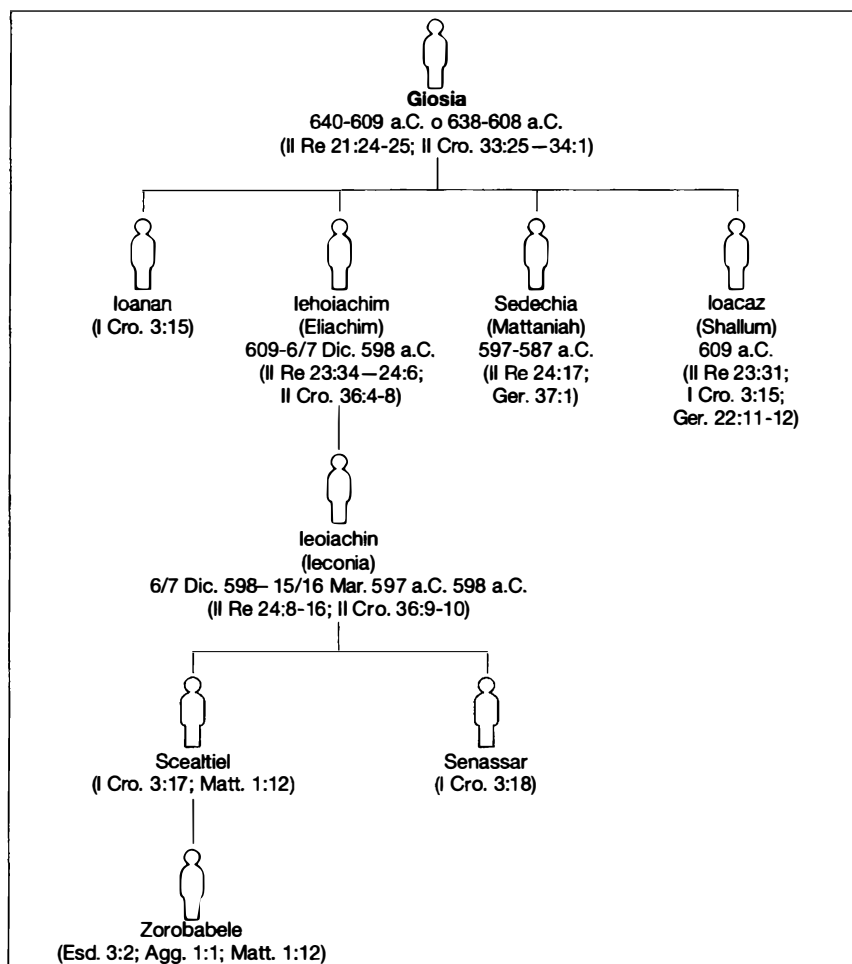 Giosia
640-609 a.C. o 638-608 a.C.
(II Re 21:24-25; II Cro. 33:25—34:1)
Ioanan
(I Cro. 3:15)
Iehoiachim
(Eliachim)
609-6/7 Dic. 598 a.C.
(II Re 23:34—24:6;
II Cro. 36:4-8)
Sedechia
(Mattaniah)
597-587 a.C.
(II Re 24:17;
Ger. 37:1)
Ioacaz
(Shallum)
609 a.C.
(II Re 23:31;
I Cro. 3:15;
Ger. 22:11-12)
Ieoiachin
(Ieconia)
6/7 Dic. 598– 15/16 Mar. 597 a.C. 598 a.C.
(II Re 24:8-16; II Cro. 36:9-10)
Scealtiel
(I Cro. 3:17; Matt. 1:12)
Senassar
(I Cro. 3:18)
Zorobabele
(Esd. 3:2; Agg. 1:1; Matt. 1:12)